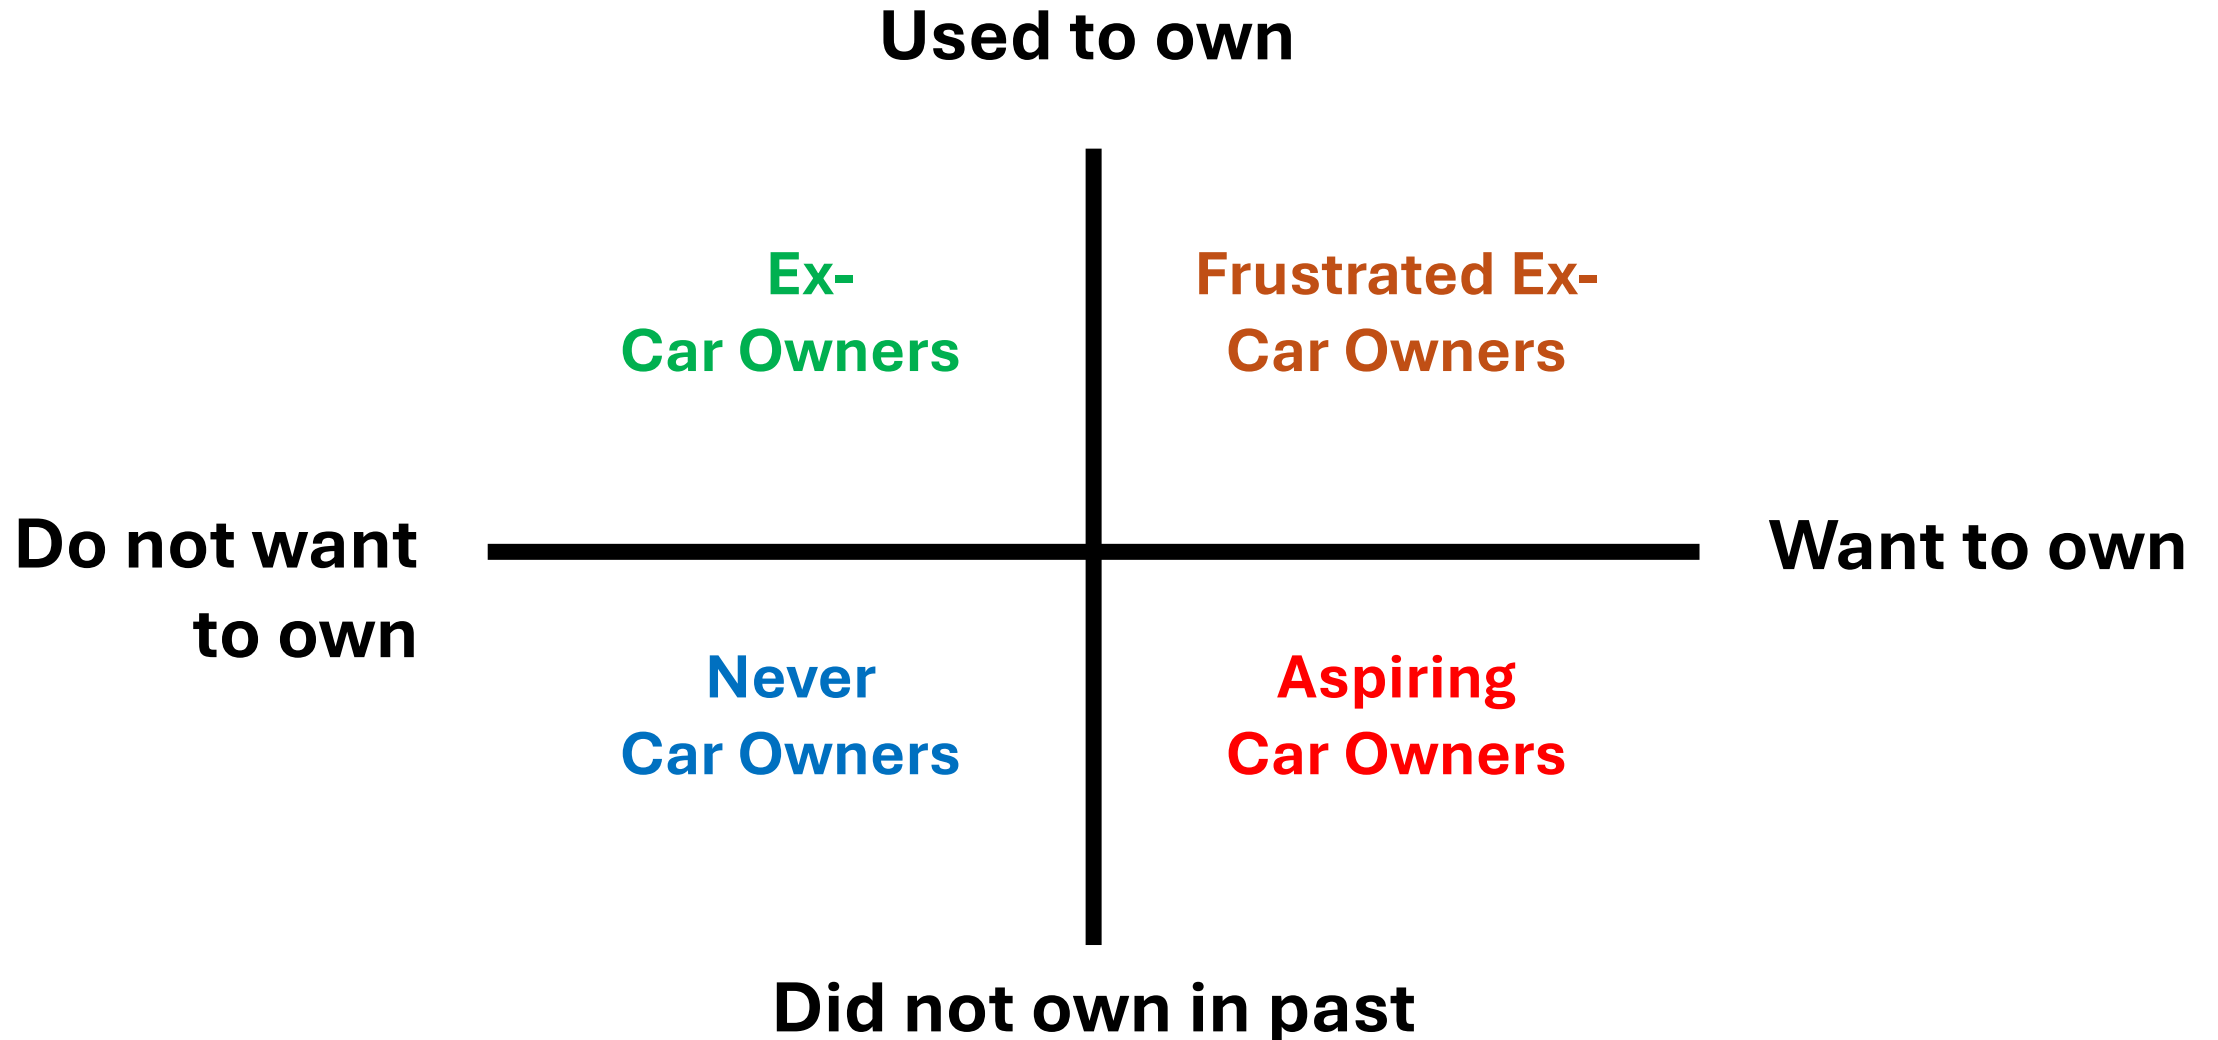 Used to own
Ex-
Car Owners
Frustrated Ex-
Car Owners
Do not want
to own
Want to own
Never
Car Owners
Aspiring
Car Owners
Did not own in past